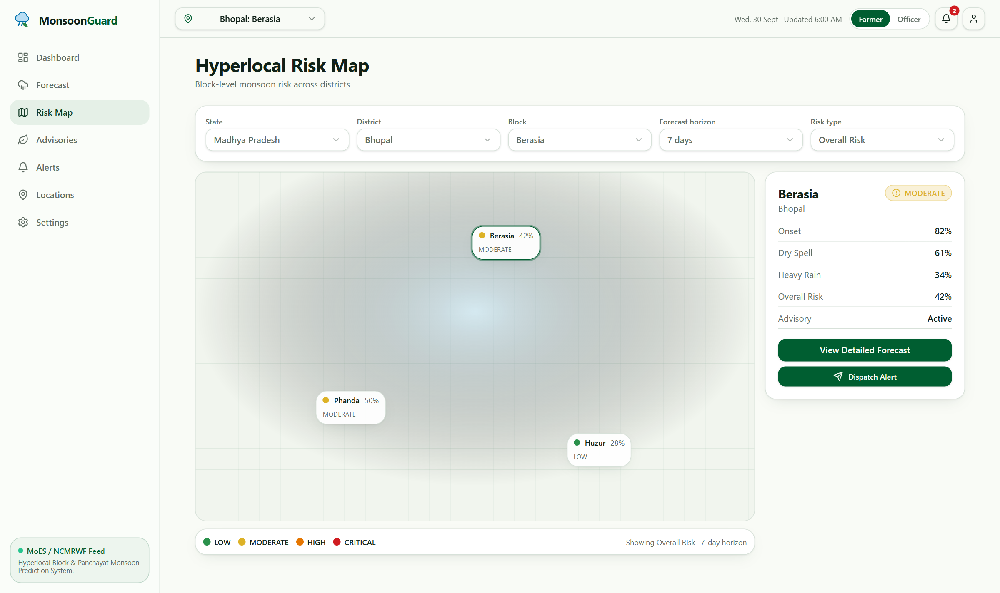 MonsoonGuard
Dashboard
Forecast
Risk Map
Advisories
Alerts
Locations
Settings
MoES / NCMRWF Feed
Hyperlocal Block & Panchayat Monsoon
Prediction System.
Bhopal: Berasia
Wed, 30 Sept · Updated 6:00 AM
Farmer
Officer
2
Hyperlocal Risk Map
Block-level monsoon risk across districts
State
District
Block
Forecast horizon
Risk type
Madhya Pradesh
Bhopal
Berasia
7 days
Overall Risk
Berasia 42%
MODERATE
Phanda 50%
MODERATE
Huzur 28%
LOW
LOW MODERATE HIGH CRITICAL
Showing Overall Risk · 7-day horizon
Berasia
MODERATE
Bhopal
Onset 82%
Dry Spell 61%
Heavy Rain 34%
Overall Risk 42%
Advisory Active
View Detailed Forecast
Dispatch Alert